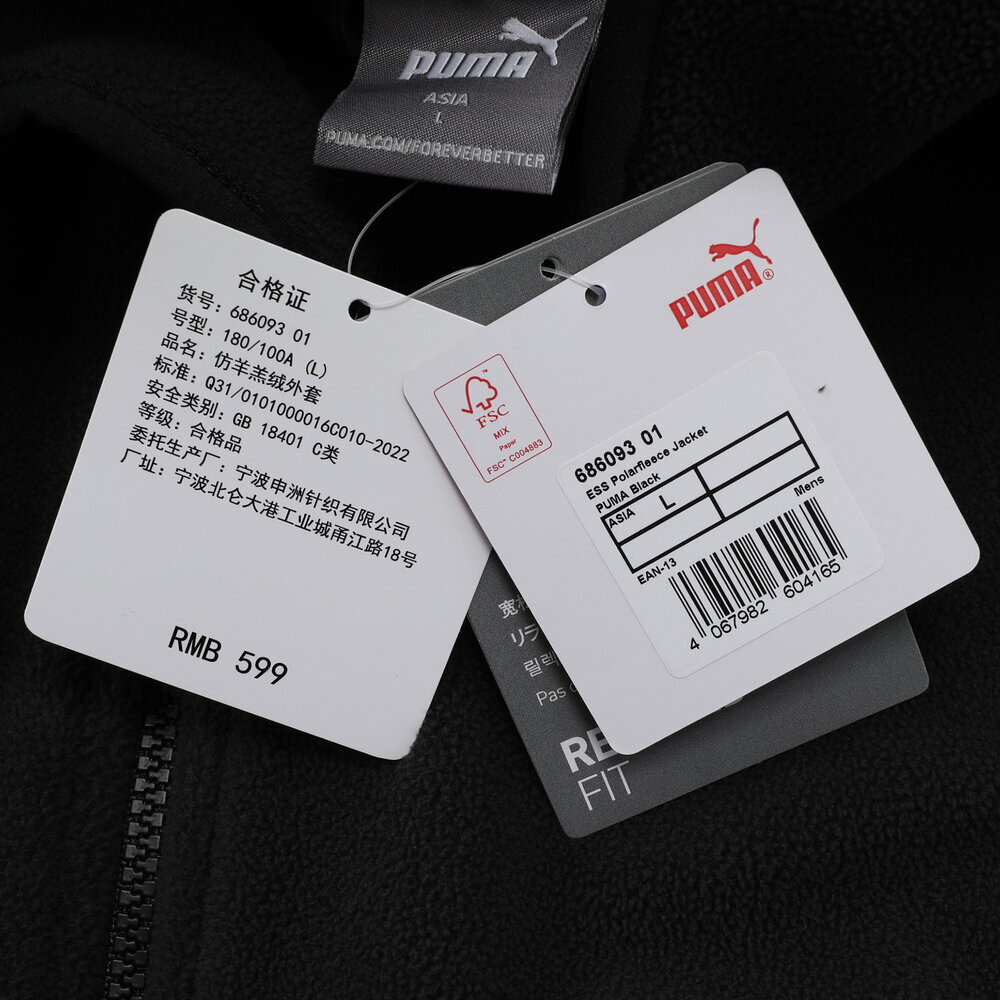 PUMA
ASIA
L
PUMA.COM/FOREVERBETTER
合格证
货号: 686093 01
号型: 180/100A (L)
品名: 仿羊羔绒外套
标准: Q31/0101000016C010-2022
安全类别: GB 18401 C类
等级: 合格品
委托生产厂: 宁波申洲针织有限公司
厂址: 宁波北仑大港工业城甬江路18号
RMB 599
PUMA®
FSC™
MIX
Paper
FSC™ C004883
686093 01
ESS Polarfleece Jacket
PUMA Black
ASIA L
Mens
EAN-13
4 067982 604165
宽
リラ
릴렉
Pas
RE
FIT